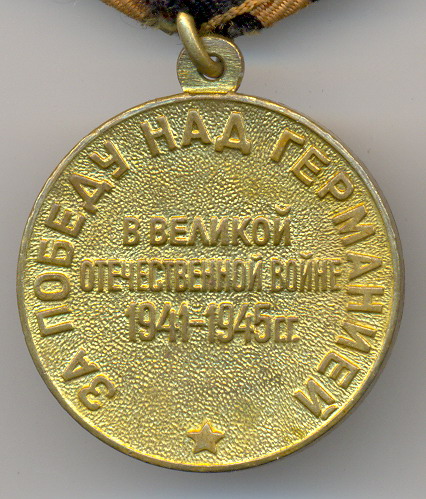 ЗА ПОБЕДУ НАД ГЕРМАНИЕЙ
В ВЕЛИКОЙ
ОТЕЧЕСТВЕННОЙ ВОЙНЕ
1941-1945 гг.